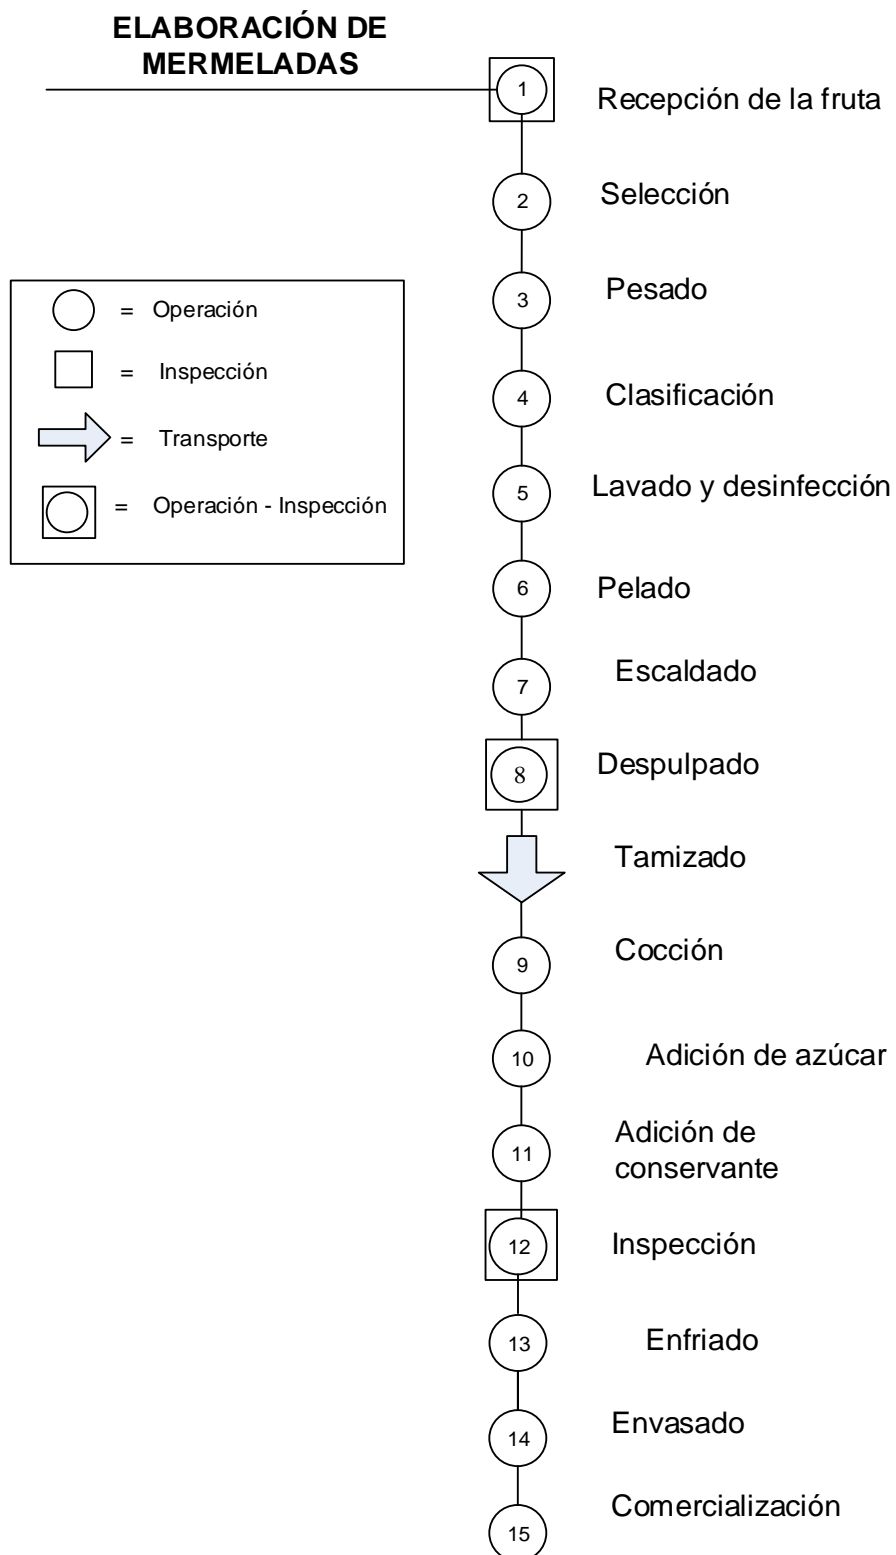 ELABORACIÓN DE
MERMELADAS
1
Recepción de la fruta
2
Selección
3
Pesado
4
Clasificación
5
Lavado y desinfección
6
Pelado
7
Escaldado
8
Despulpado
Tamizado
9
Cocción
10
Adición de azúcar
11
Adición de
conservante
12
Inspección
13
Enfriado
14
Envasado
15
Comercialización
= Operación
= Inspección
= Transporte
= Operación - Inspección